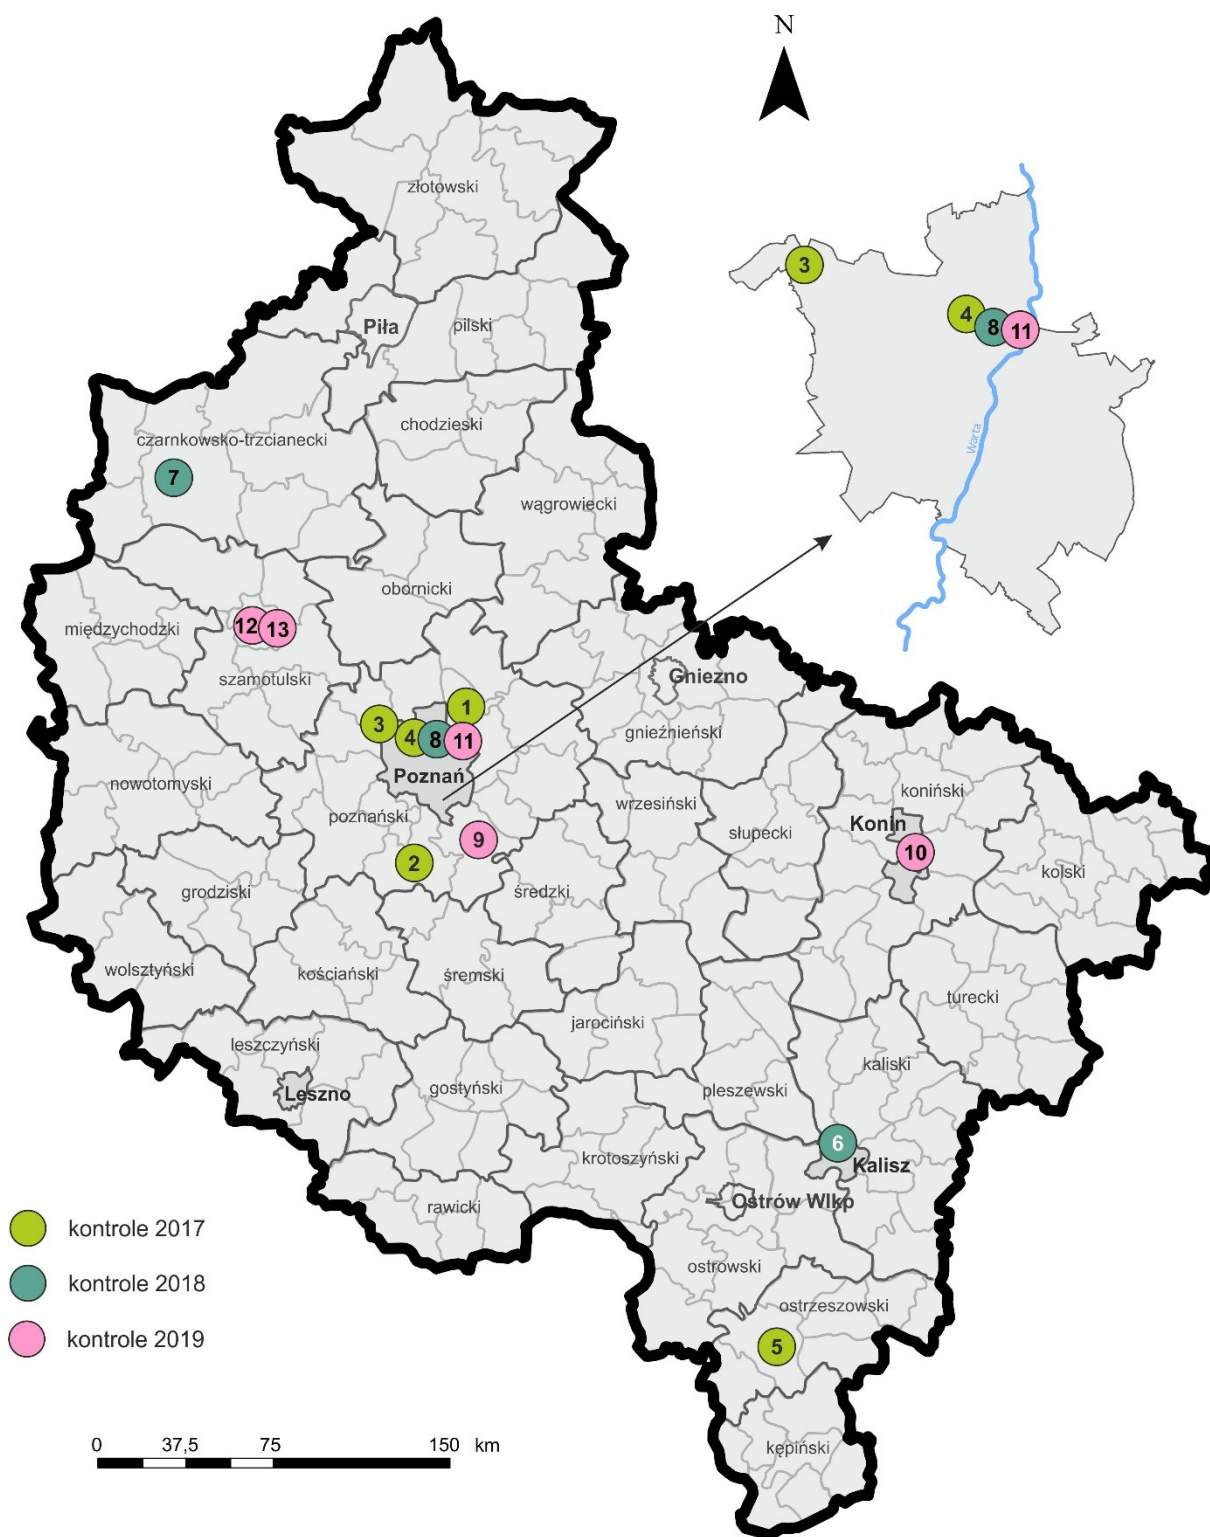 N
złotowski
3
4
8
11
Piła
pilski
chodzieski
czarnkowsko-trzcianecki
Warta
7
wągrowiecki
obornicki
międzychodzki
12
13
szamotulski
Gniezno
1
3
4
8
11
gnieźnieński
Poznań
nowotomyski
koniński
wrzesiński
poznański
Konin
słupecki
9
10
2
kolski
grodziski
średzki
wolsztyński
kościański
śremski
turecki
jarociński
leszczyński
kaliski
Leszno
gostyński
pleszewski
6
krotoszyński
Kalisz
Ostrów Wlkp
rawicki
kontrole 2017
ostrowski
kontrole 2018
ostrzeszowski
kontrole 2019
5
0 37,5 75 150 km
kępiński